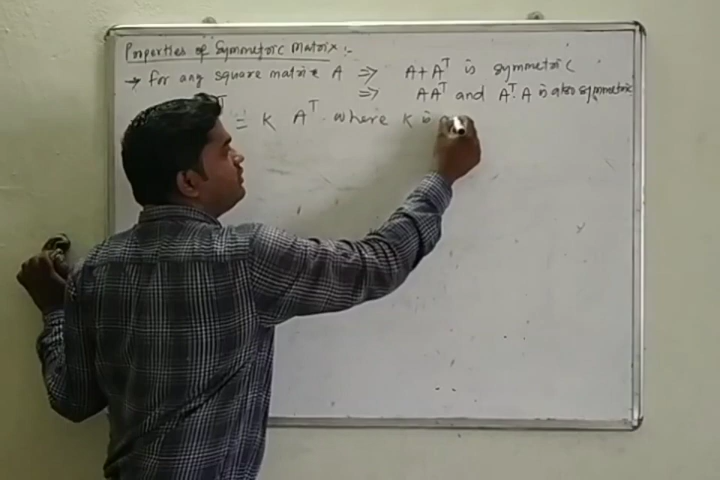 Properties of Symmetric Matrix :-
→ for any square matrix A ⇒ A+Aᵀ is symmetric
⇒ AAᵀ and Aᵀ.A is also symmetric
ᵀ = K Aᵀ. where K is